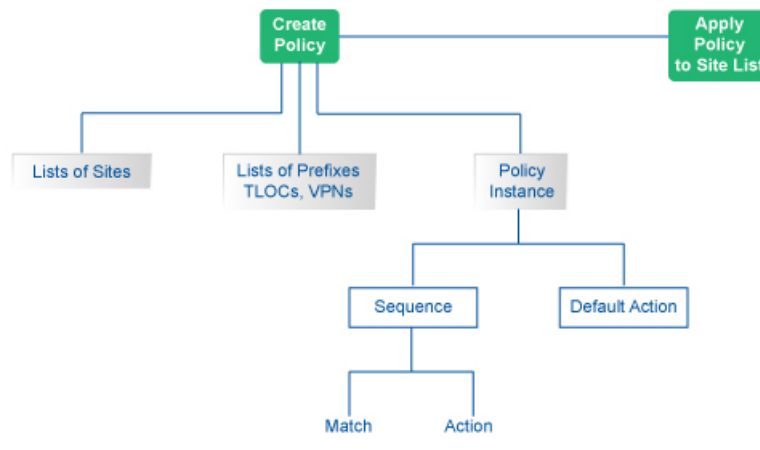 Create
Policy
Apply
Policy
to Site List
Lists of Sites
Lists of Prefixes
TLOCs, VPNs
Policy
Instance
Sequence
Default Action
Match
Action